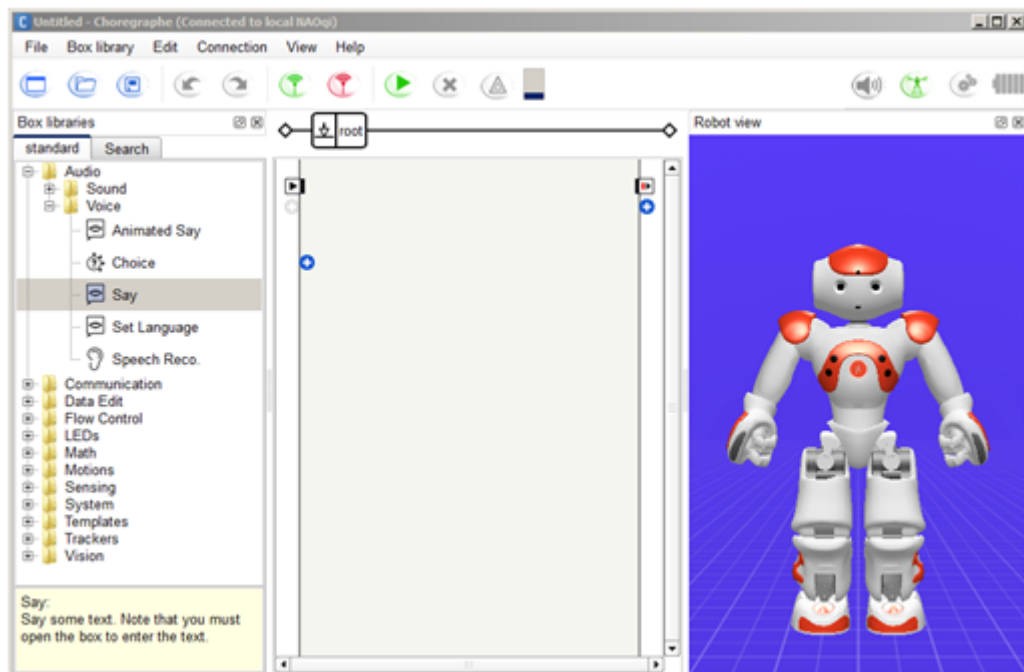 Untitled - Choregraphe (Connected to local NAOqi)
File Box library Edit Connection View Help
Box libraries
standard Search
Audio
Sound
Voice
Animated Say
Choice
Say
Set Language
Speech Reco.
Communication
Data Edit
Flow Control
LEDs
Math
Motions
Sensing
System
Templates
Trackers
Vision
Say:
Say some text. Note that you must
open the box to enter the text.
root
Robot view